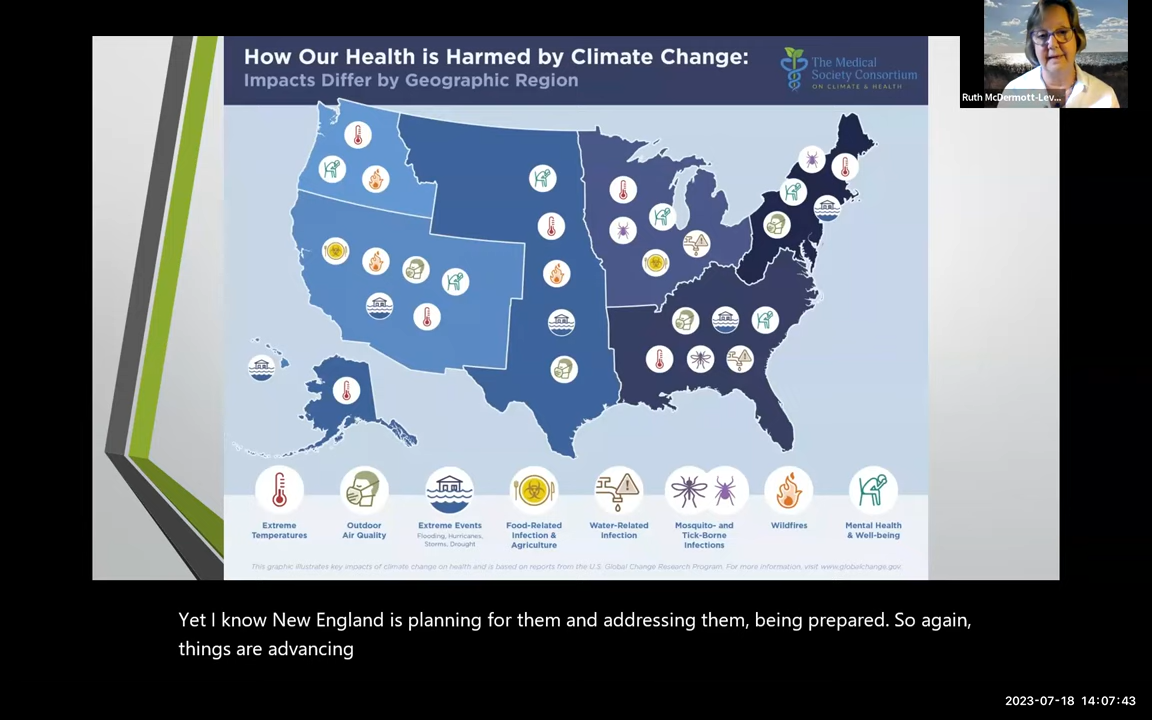 How Our Health is Harmed by Climate Change:
Impacts Differ by Geographic Region
The Medical
Society Consortium
ON CLIMATE & HEALTH
Ruth McDermott-Lev...
Extreme
Temperatures
Outdoor
Air Quality
Extreme Events
Flooding, Hurricanes,
Storms, Drought
Food-Related
Infection &
Agriculture
Water-Related
Infection
Mosquito- and
Tick-Borne
Infections
Wildfires
Mental Health
& Well-being
This graphic illustrates key impacts of climate change on health and is based on reports from the U.S. Global Change Research Program. For more information, visit www.globalchange.gov.
Yet I know New England is planning for them and addressing them, being prepared. So again,
things are advancing
2023-07-18 14:07:43